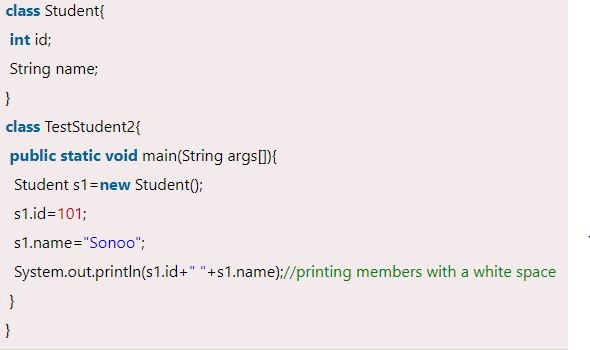 class Student{
int id;
String name;
}
class TestStudent2{
public static void main(String args[]){
Student s1=new Student();
s1.id=101;
s1.name="Sonoo";
System.out.println(s1.id+" "+s1.name);//printing members with a white space
}
}